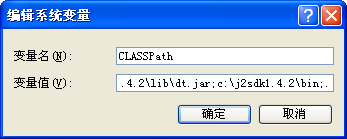 编辑系统变量
变量名(N): CLASSPath
变量值(V): .4.2\lib\dt.jar;c:\j2sdk1.4.2\bin;.
确定 取消